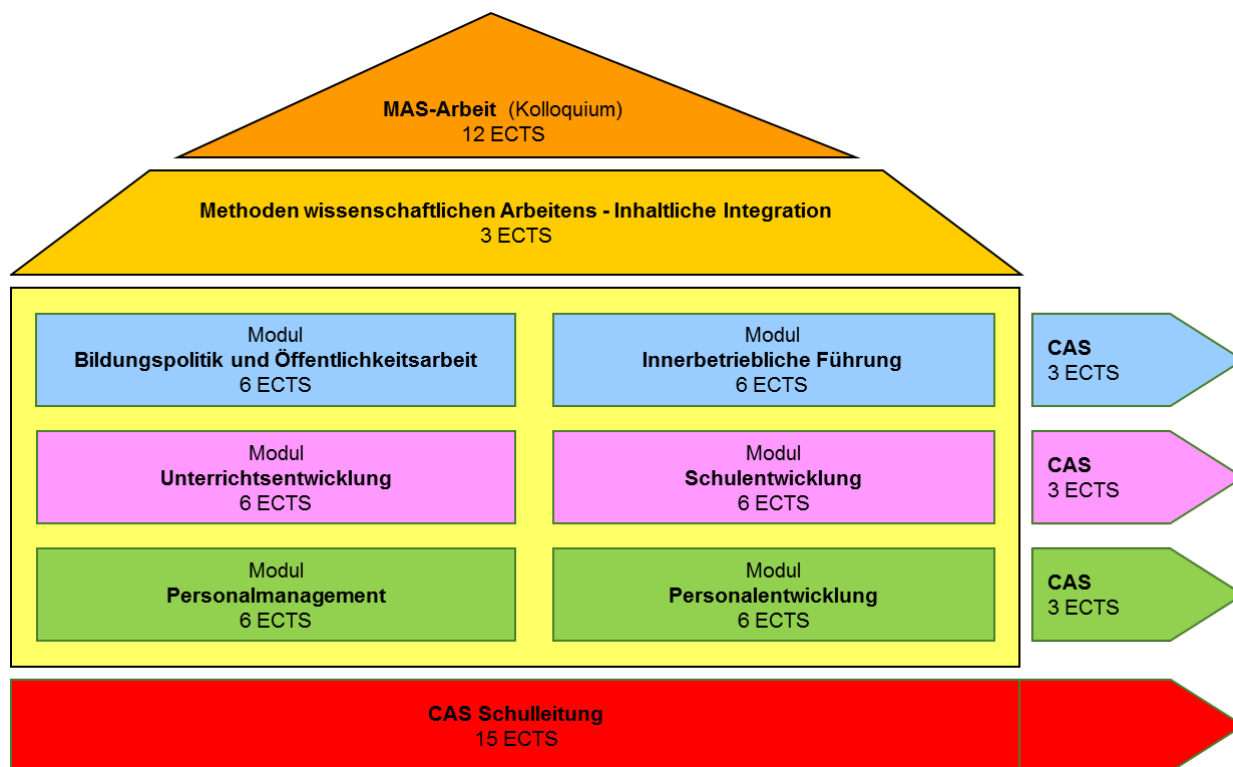 MAS-Arbeit (Kolloquium)
12 ECTS
Methoden wissenschaftlichen Arbeitens - Inhaltliche Integration
3 ECTS
Modul
Bildungspolitik und Öffentlichkeitsarbeit
6 ECTS
Modul
Innerbetriebliche Führung
6 ECTS
CAS
3 ECTS
Modul
Unterrichtsentwicklung
6 ECTS
Modul
Schulentwicklung
6 ECTS
CAS
3 ECTS
Modul
Personalmanagement
6 ECTS
Modul
Personalentwicklung
6 ECTS
CAS
3 ECTS
CAS Schulleitung
15 ECTS